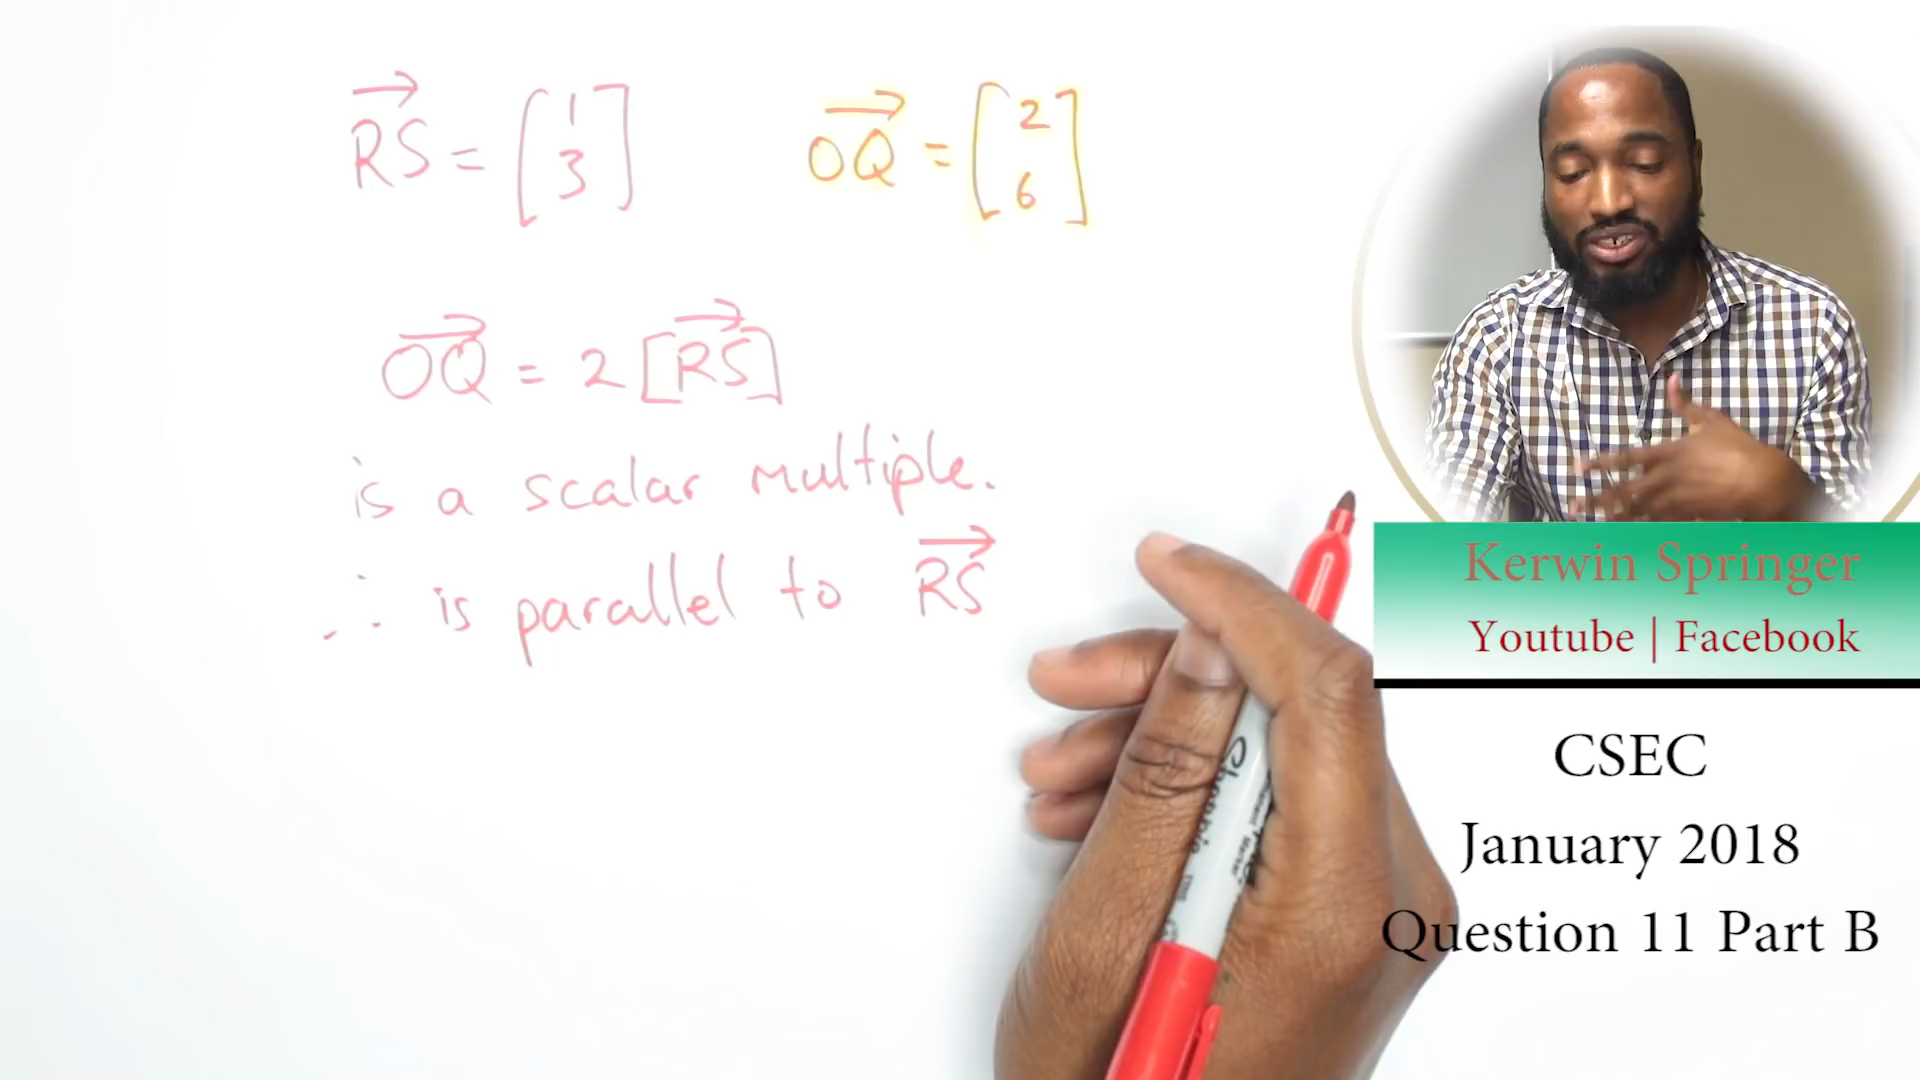 RS = [1 3] OQ = [2 6]
OQ = 2 [RS]
is a scalar multiple.
∴ is parallel to RS
Kerwin Springer
Youtube | Facebook
CSEC
January 2018
Question 11 Part B
Sharpie